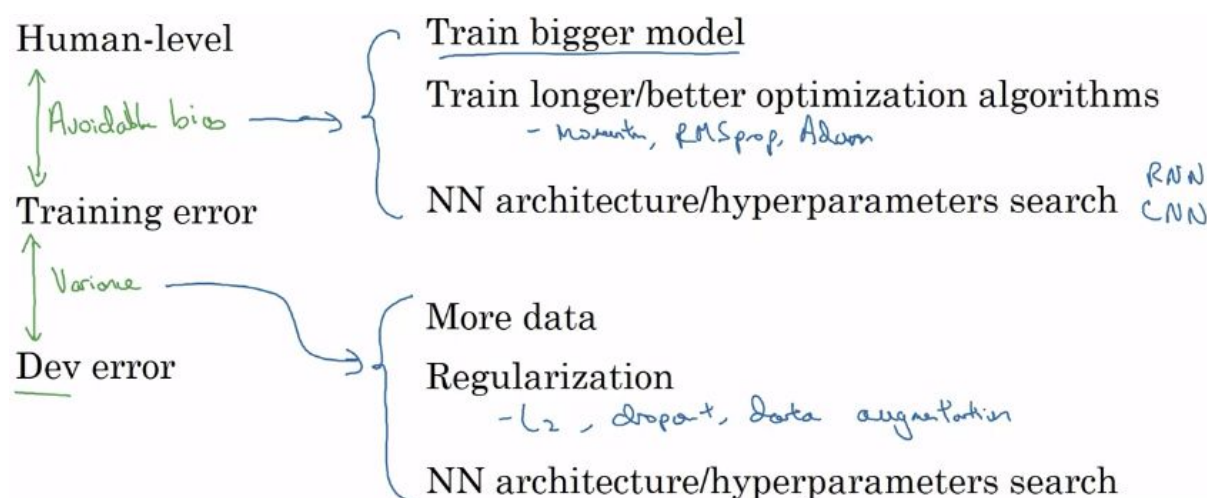 Human-level
Train bigger model
Avoidable bias
Train longer/better optimization algorithms
- momentum, RMSprop, Adam
Training error
NN architecture/hyperparameters search
RNN
CNN
Variance
More data
Dev error
Regularization
- L2, dropout, data augmentation
NN architecture/hyperparameters search